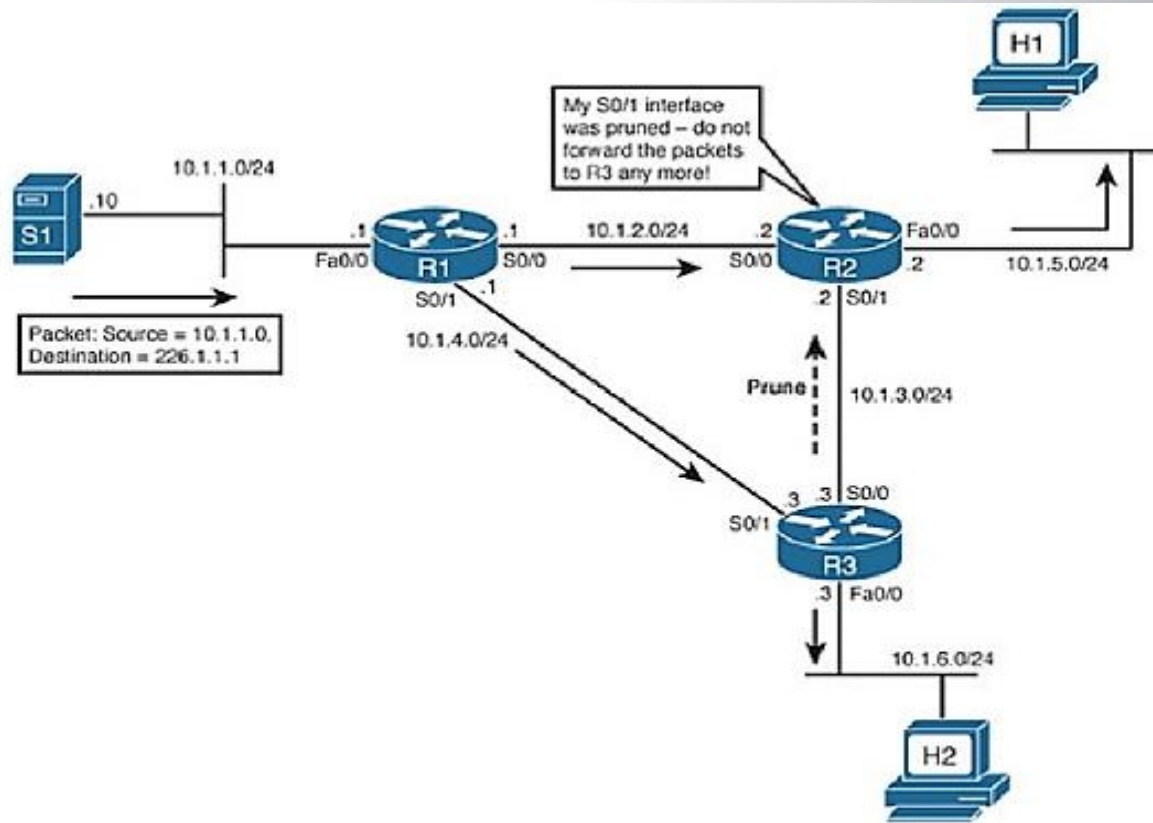 H1
My S0/1 interface
was pruned – do not
forward the packets
to R3 any more!
10.1.1.0/24
.10
S1
.1
Fa0/0
R1
.1
S0/0
10.1.2.0/24
.2
S0/0
R2
Fa0/0
.2
10.1.5.0/24
S0/1
.1
.2
S0/1
Packet: Source = 10.1.1.0,
Destination = 226.1.1.1
10.1.4.0/24
Prune
10.1.3.0/24
.3
.3
S0/0
S0/1
R3
.3
Fa0/0
10.1.6.0/24
H2